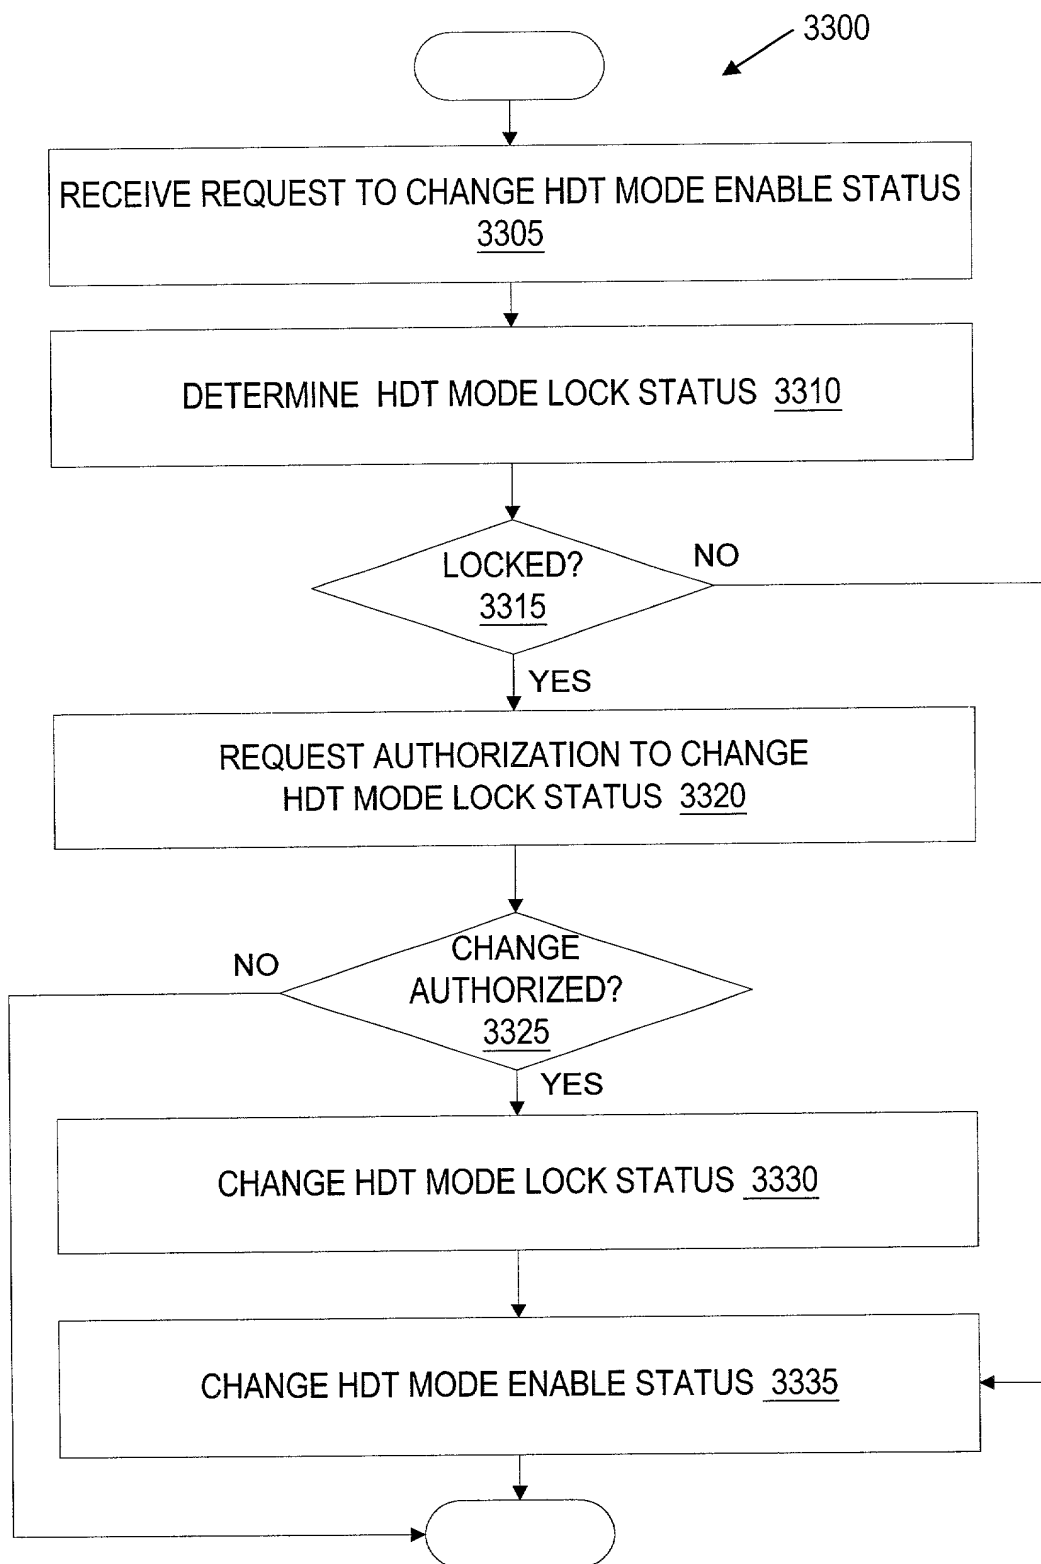 3300
RECEIVE REQUEST TO CHANGE HDT MODE ENABLE STATUS
3305
DETERMINE HDT MODE LOCK STATUS 3310
LOCKED?
3315
NO
YES
REQUEST AUTHORIZATION TO CHANGE
HDT MODE LOCK STATUS 3320
CHANGE
AUTHORIZED?
3325
NO
YES
CHANGE HDT MODE LOCK STATUS 3330
CHANGE HDT MODE ENABLE STATUS 3335